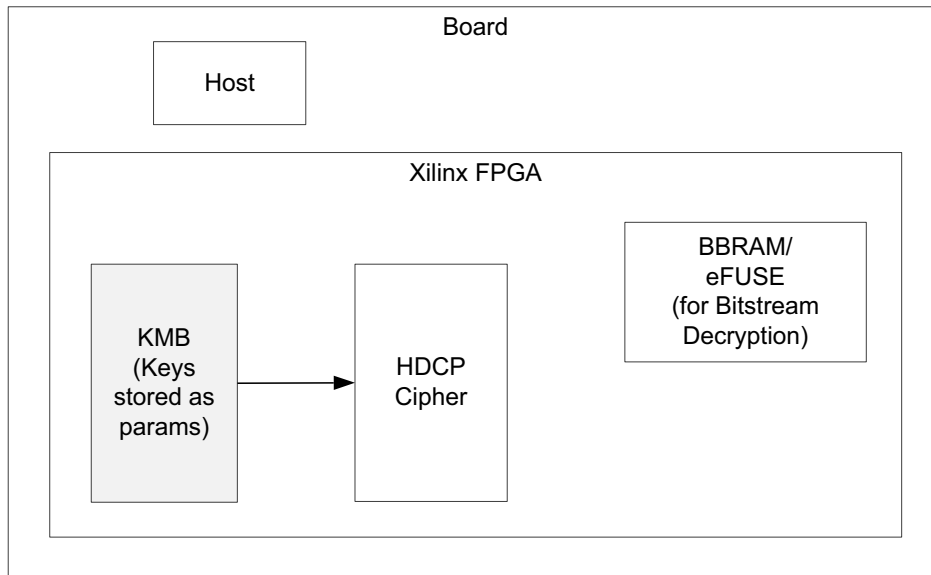 Board
Host
Xilinx FPGA
BBRAM/
eFUSE
(for Bitstream
Decryption)
KMB
(Keys
stored as
params)
HDCP
Cipher